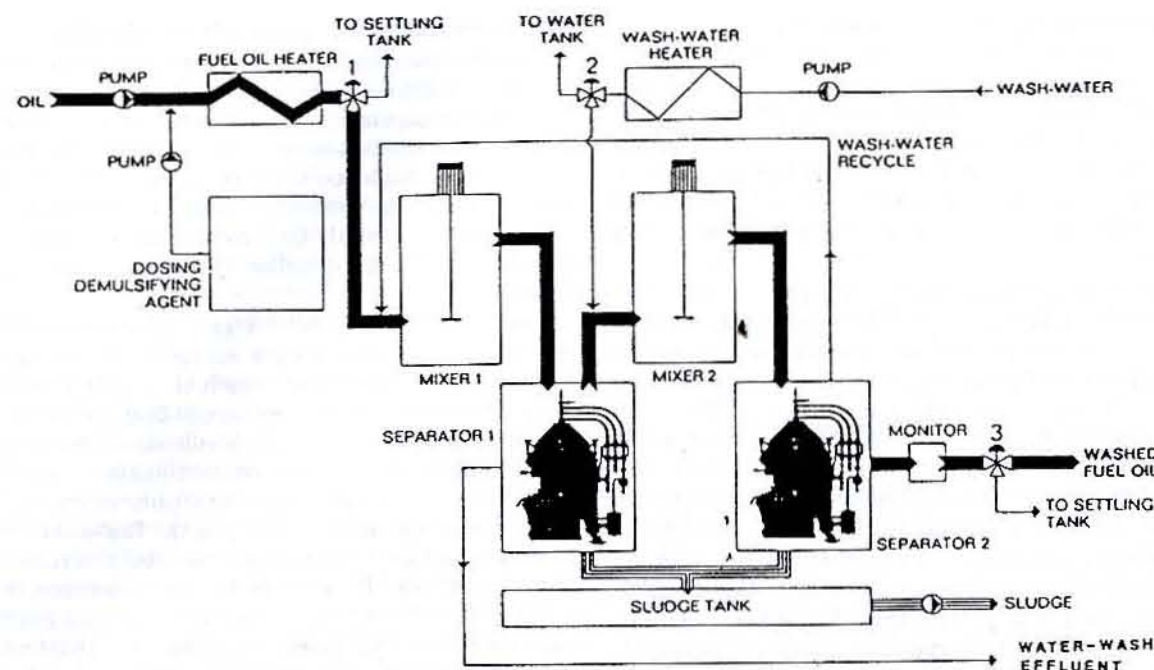 TO SETTLING
TANK
TO WATER
TANK
WASH-WATER
HEATER
FUEL OIL HEATER
PUMP
1
2
PUMP
OIL
WASH-WATER
PUMP
WASH-WATER
RECYCLE
DOSING
DEMULSIFYING
AGENT
MIXER 1
MIXER 2
SEPARATOR 1
MONITOR
3
WASHED
FUEL OIL
TO SETTLING
TANK
SEPARATOR 2
SLUDGE TANK
SLUDGE
WATER-WASH
EFFLUENT